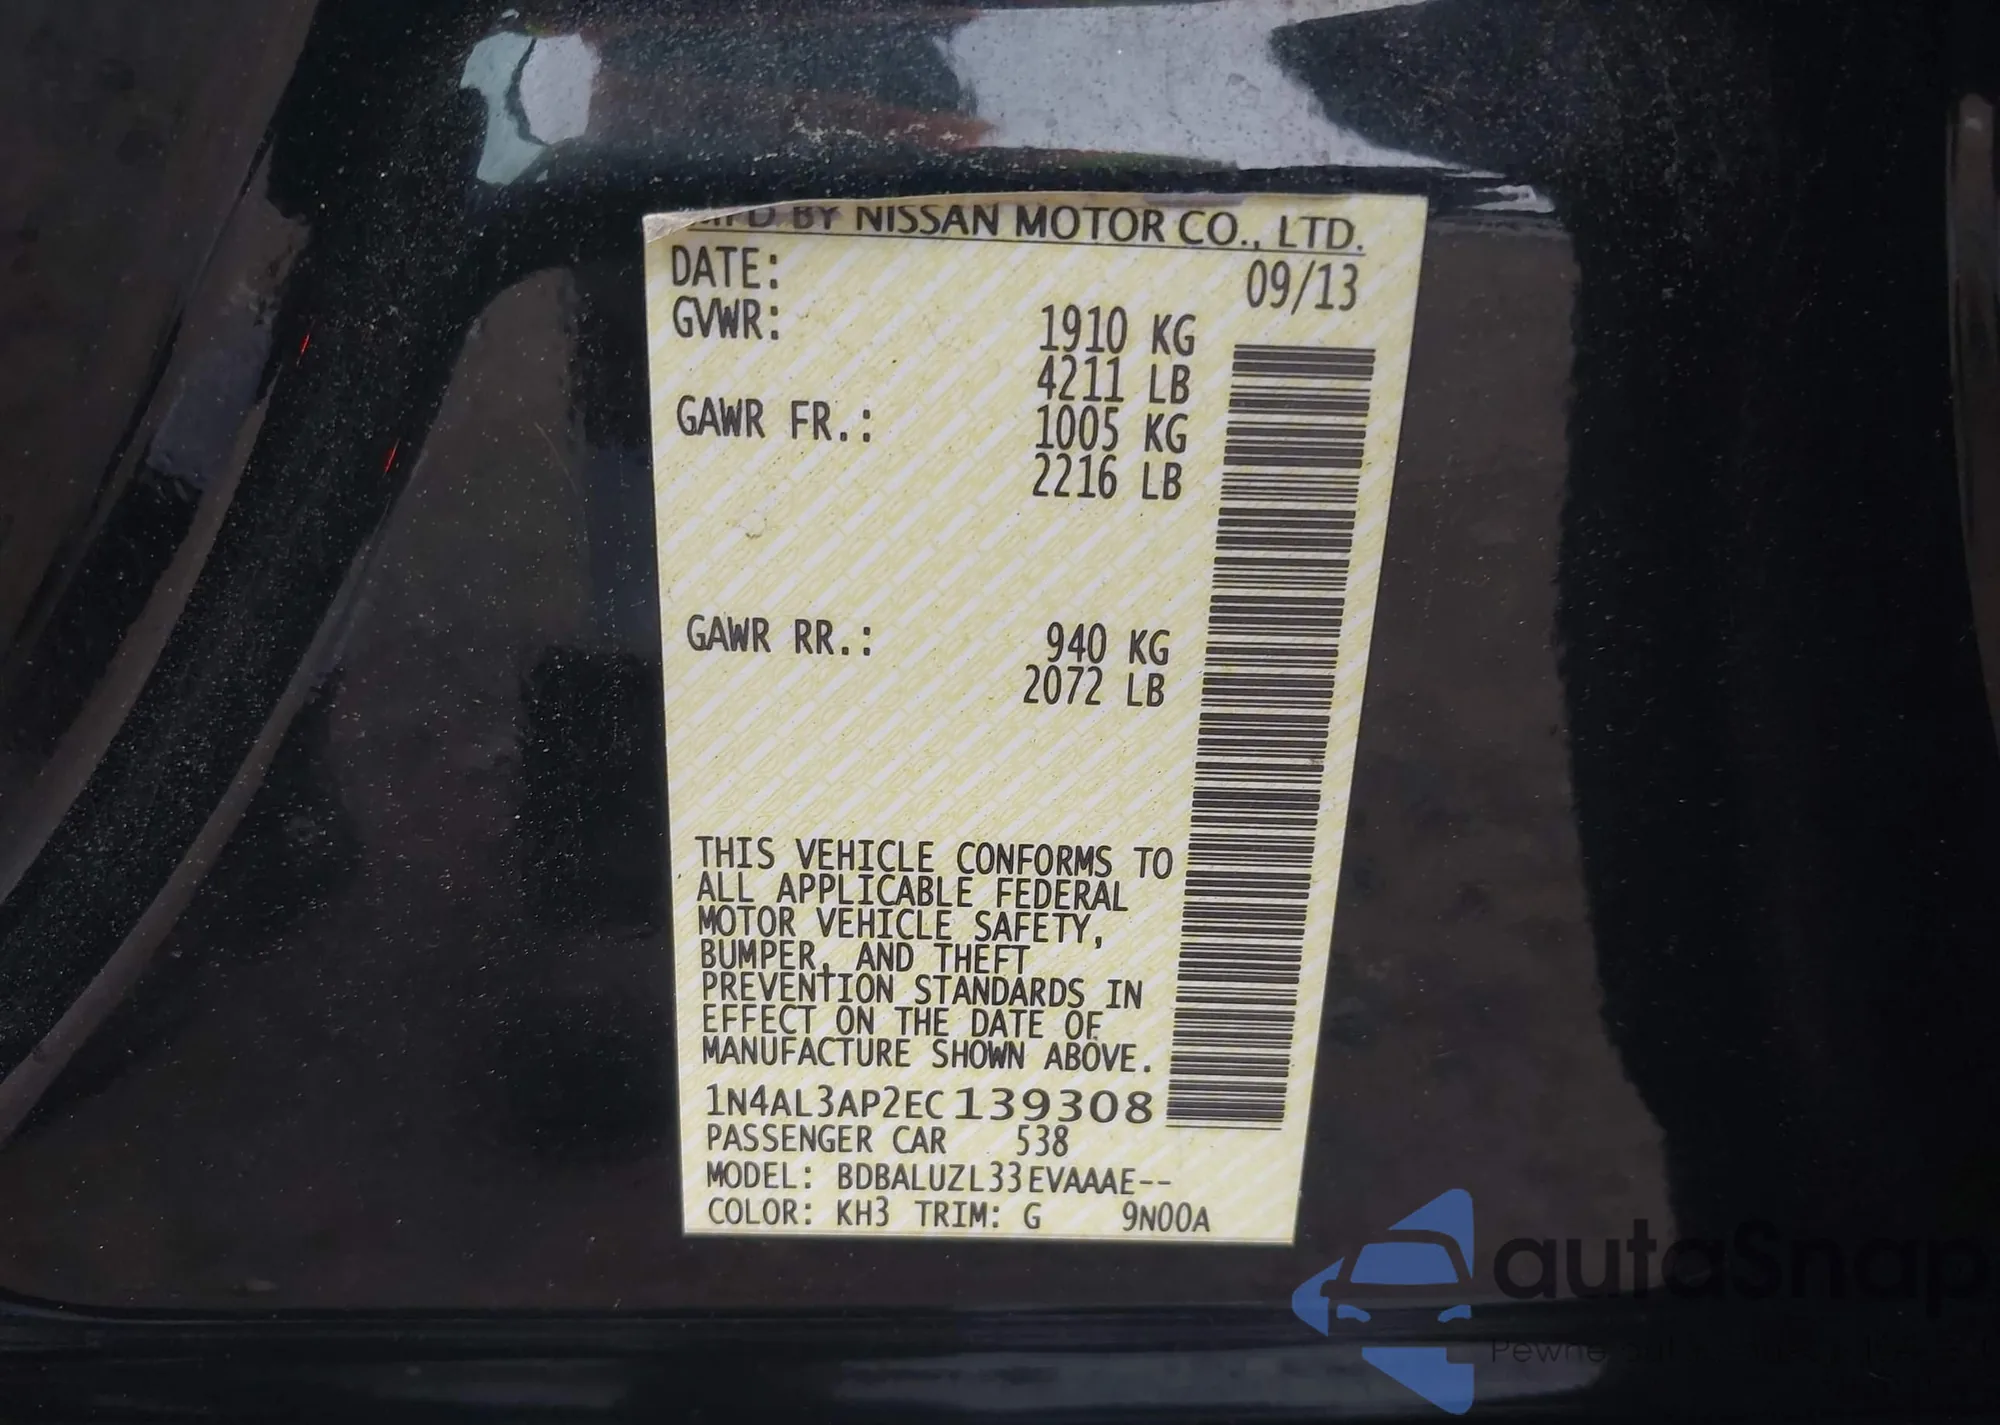 MFD BY NISSAN MOTOR CO., LTD.
DATE: 09/13
GVWR: 1910 KG
4211 LB
GAWR FR.: 1005 KG
2216 LB
GAWR RR.: 940 KG
2072 LB
THIS VEHICLE CONFORMS TO
ALL APPLICABLE FEDERAL
MOTOR VEHICLE SAFETY,
BUMPER, AND THEFT
PREVENTION STANDARDS IN
EFFECT ON THE DATE OF
MANUFACTURE SHOWN ABOVE.
1N4AL3AP2EC139308
PASSENGER CAR 538
MODEL: BDBALUZL33EVAAAE--
COLOR: KH3 TRIM: G 9N00A
autaSnap
Pewne